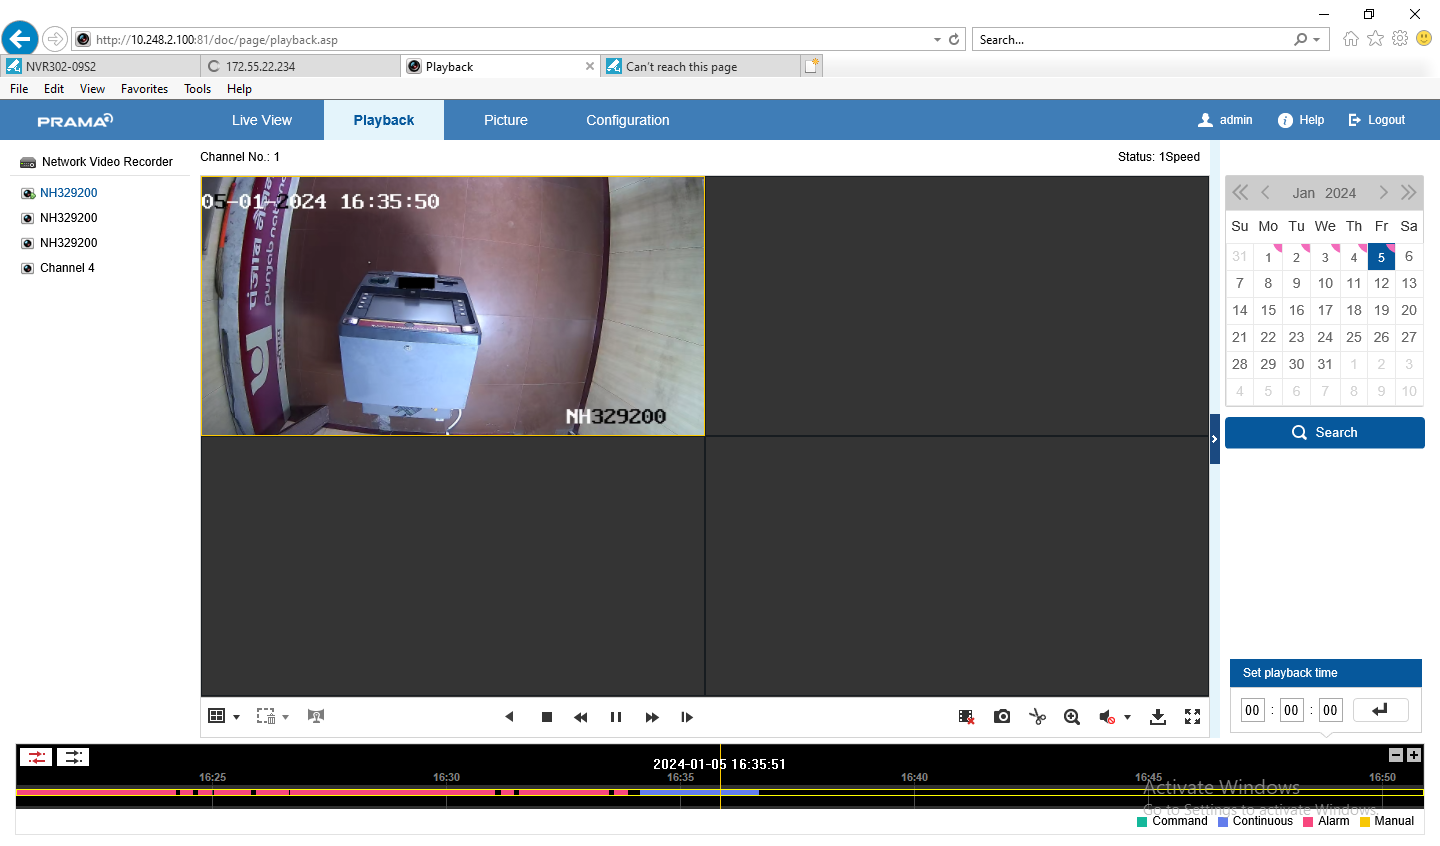 http://10.248.2.100:81/doc/page/playback.asp
Search...
NVR302-09S2
172.55.22.234
Playback
Can't reach this page
File Edit View Favorites Tools Help
PRAMA
Live View
Playback
Picture
Configuration
admin
Help
Logout
Network Video Recorder
NH329200
NH329200
NH329200
Channel 4
Channel No.: 1
Status: 1Speed
05-01-2024 16:35:50
पंजाब नैशनल
punjab national
NH329200
Jan 2024
Su Mo Tu We Th Fr Sa
31 1 2 3 4 5 6
7 8 9 10 11 12 13
14 15 16 17 18 19 20
21 22 23 24 25 26 27
28 29 30 31 1 2 3
4 5 6 7 8 9 10
Search
Set playback time
00 : 00 : 00
2024-01-05 16:35:51
16:25 16:30 16:35 16:40 16:45 16:50
Activate Windows
Go to Settings to activate Windows.
Command Continuous Alarm Manual